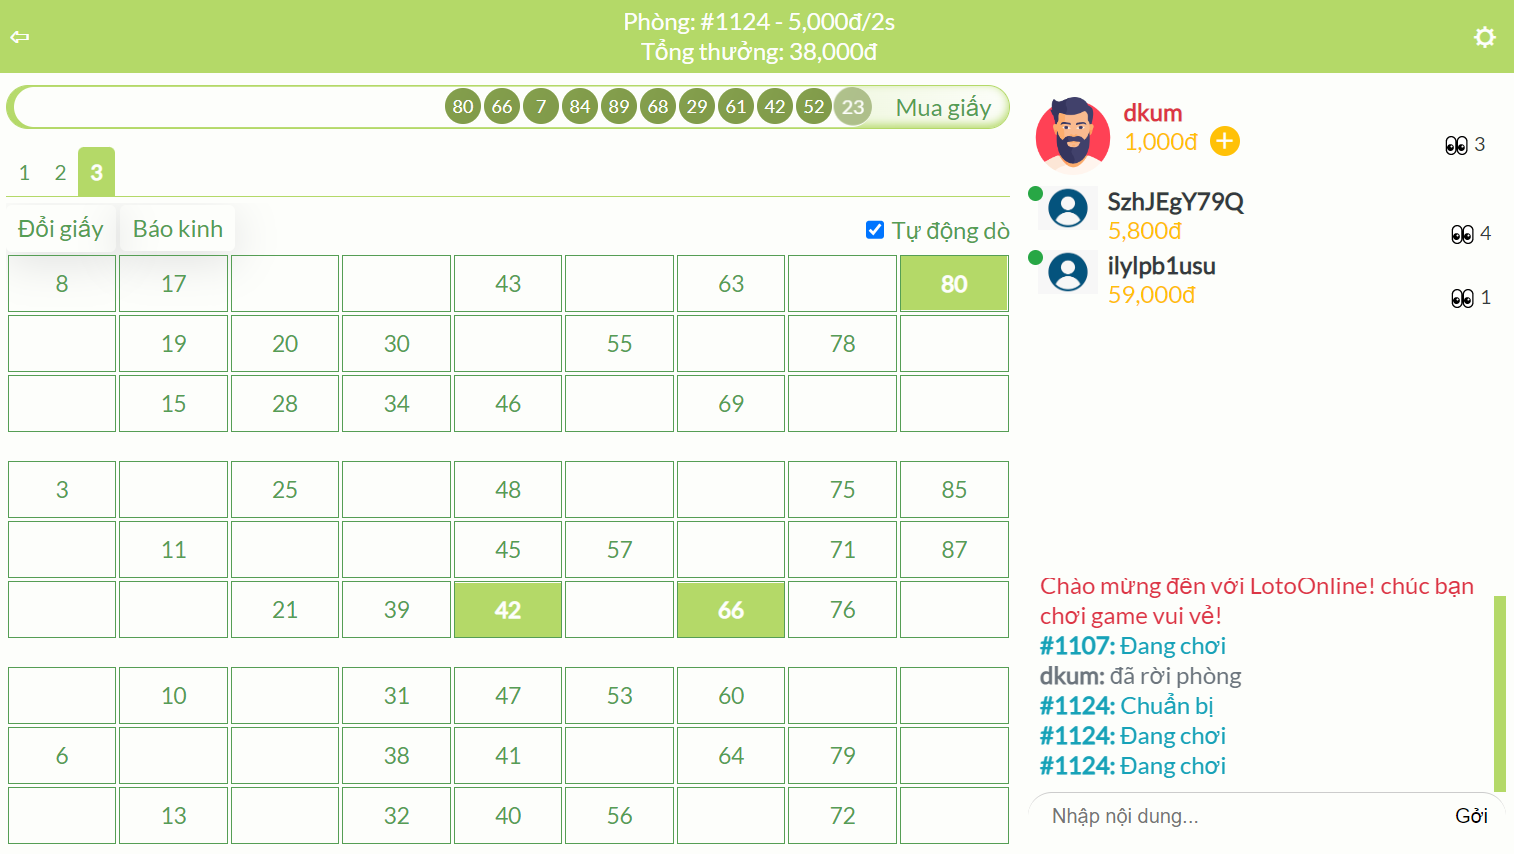 Phòng: #1124 - 5,000đ/2s
Tổng thưởng: 38,000đ
80 66 7 84 89 68 29 61 42 52 23 Mua giấy
1 2 3
Đổi giấy Báo kinh Tự động dò
8 17 43 63 80
19 20 30 55 78
15 28 34 46 69
3 25 48 75 85
11 45 57 71 87
21 39 42 66 76
10 31 47 53 60
6 38 41 64 79
13 32 40 56 72
dkum
1,000đ 3
SzhJEgY79Q
5,800đ 4
ilylpb1usu
59,000đ 1
Chào mừng đến với LotoOnline! chúc bạn
chơi game vui vẻ!
#1107: Đang chơi
dkum: đã rời phòng
#1124: Chuẩn bị
#1124: Đang chơi
#1124: Đang chơi
Nhập nội dung... Gởi